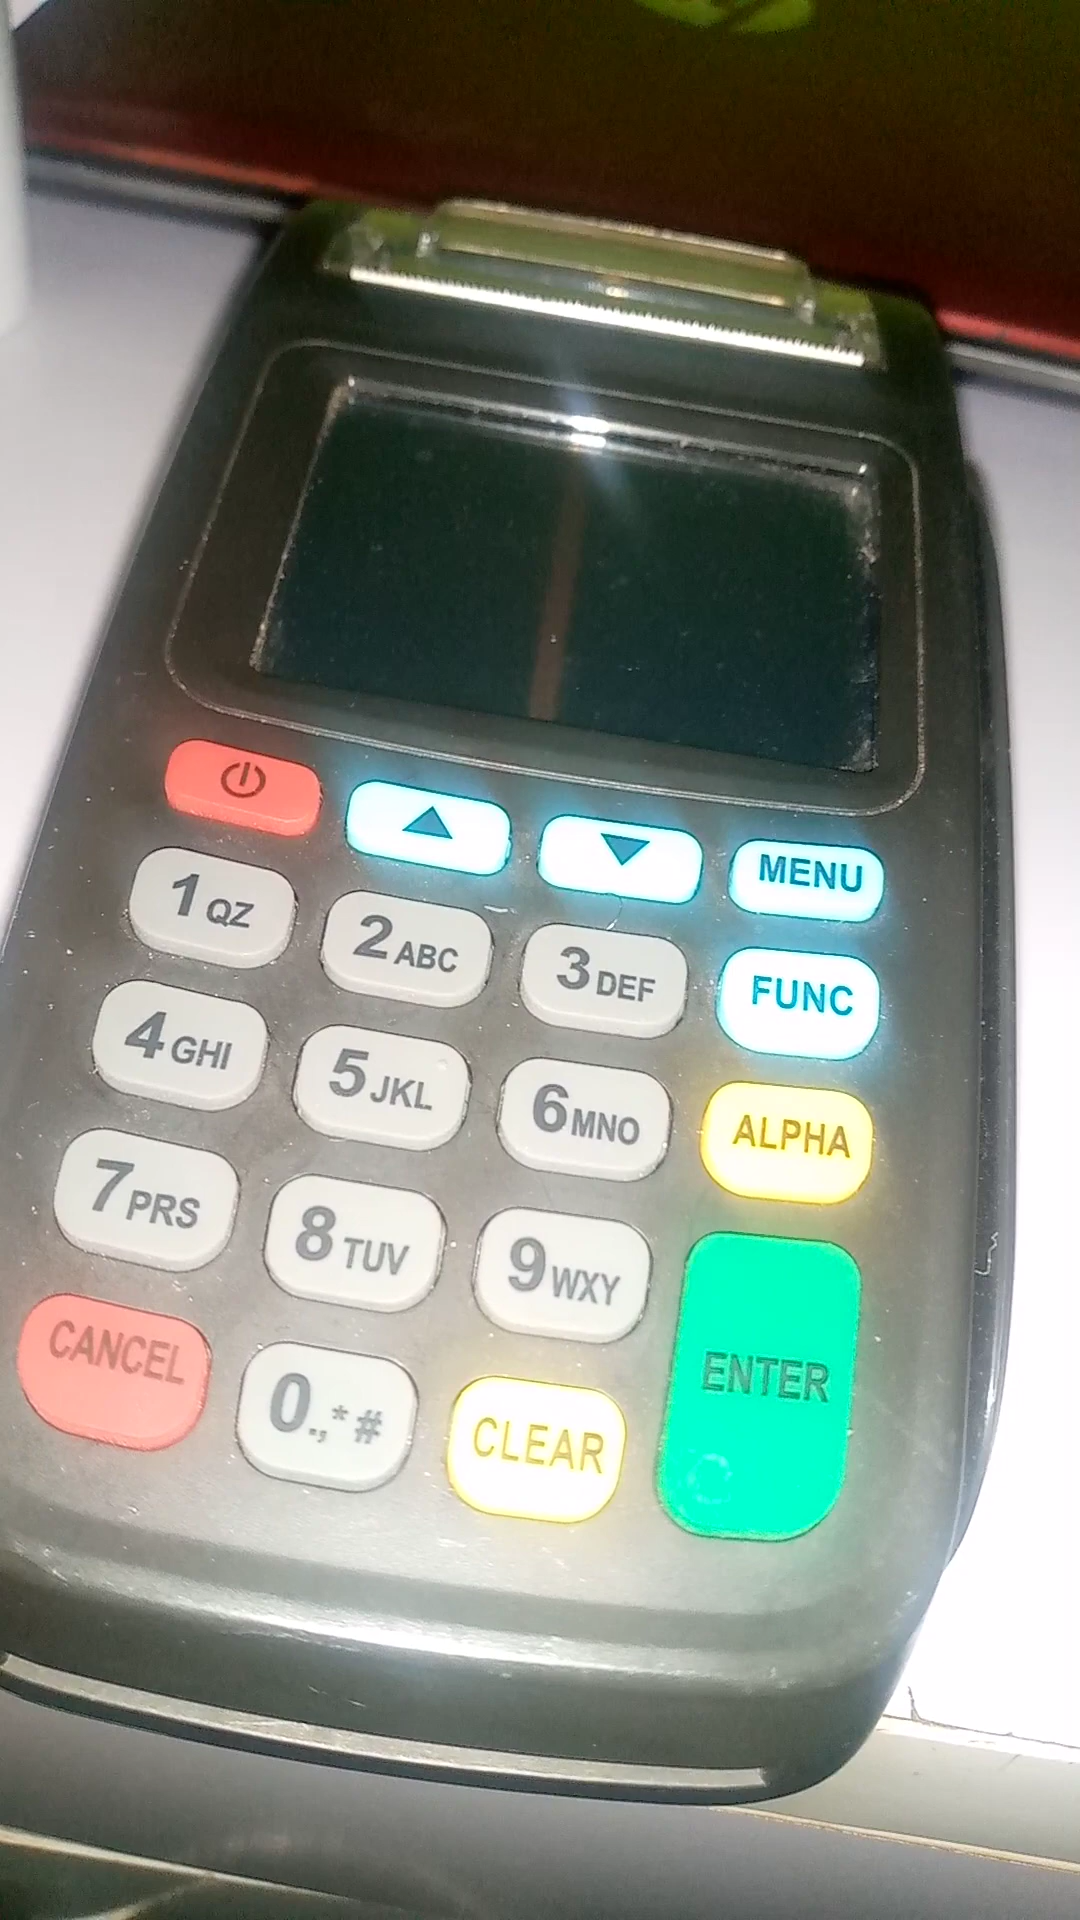 MENU
1 QZ 2 ABC 3 DEF FUNC
4 GHI 5 JKL 6 MNO ALPHA
7 PRS 8 TUV 9 WXY
CANCEL 0 .,*# CLEAR ENTER